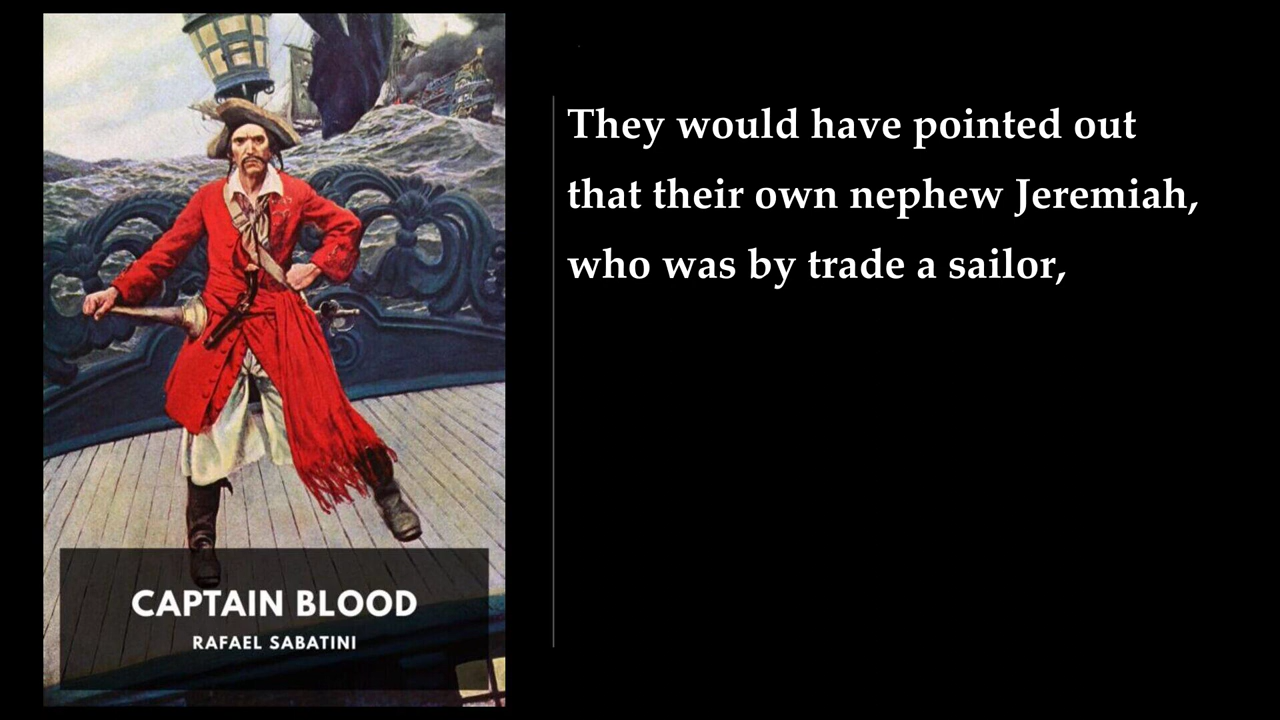 They would have pointed out
that their own nephew Jeremiah,
who was by trade a sailor,
CAPTAIN BLOOD
RAFAEL SABATINI